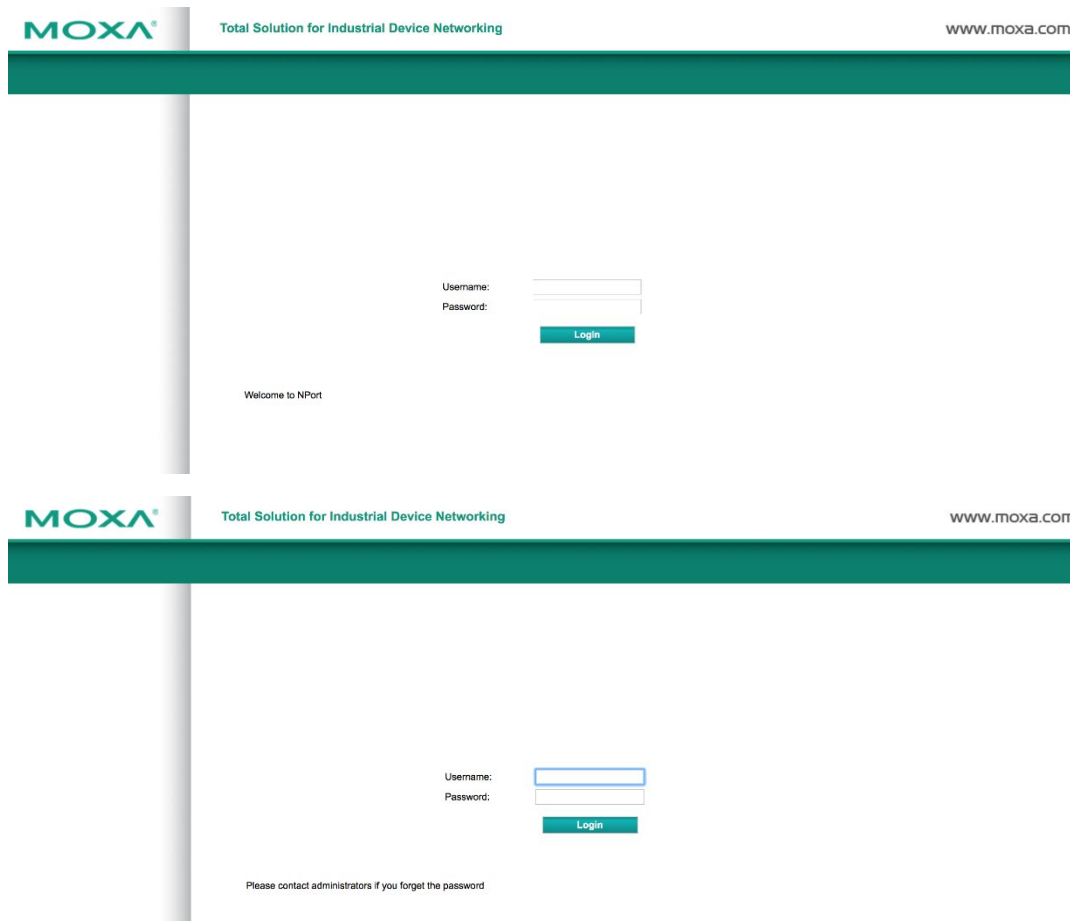 MOXA®
Total Solution for Industrial Device Networking
www.moxa.com
Username:
Password:
Login
Welcome to NPort
MOXA®
Total Solution for Industrial Device Networking
www.moxa.com
Username:
Password:
Login
Please contact administrators if you forget the password